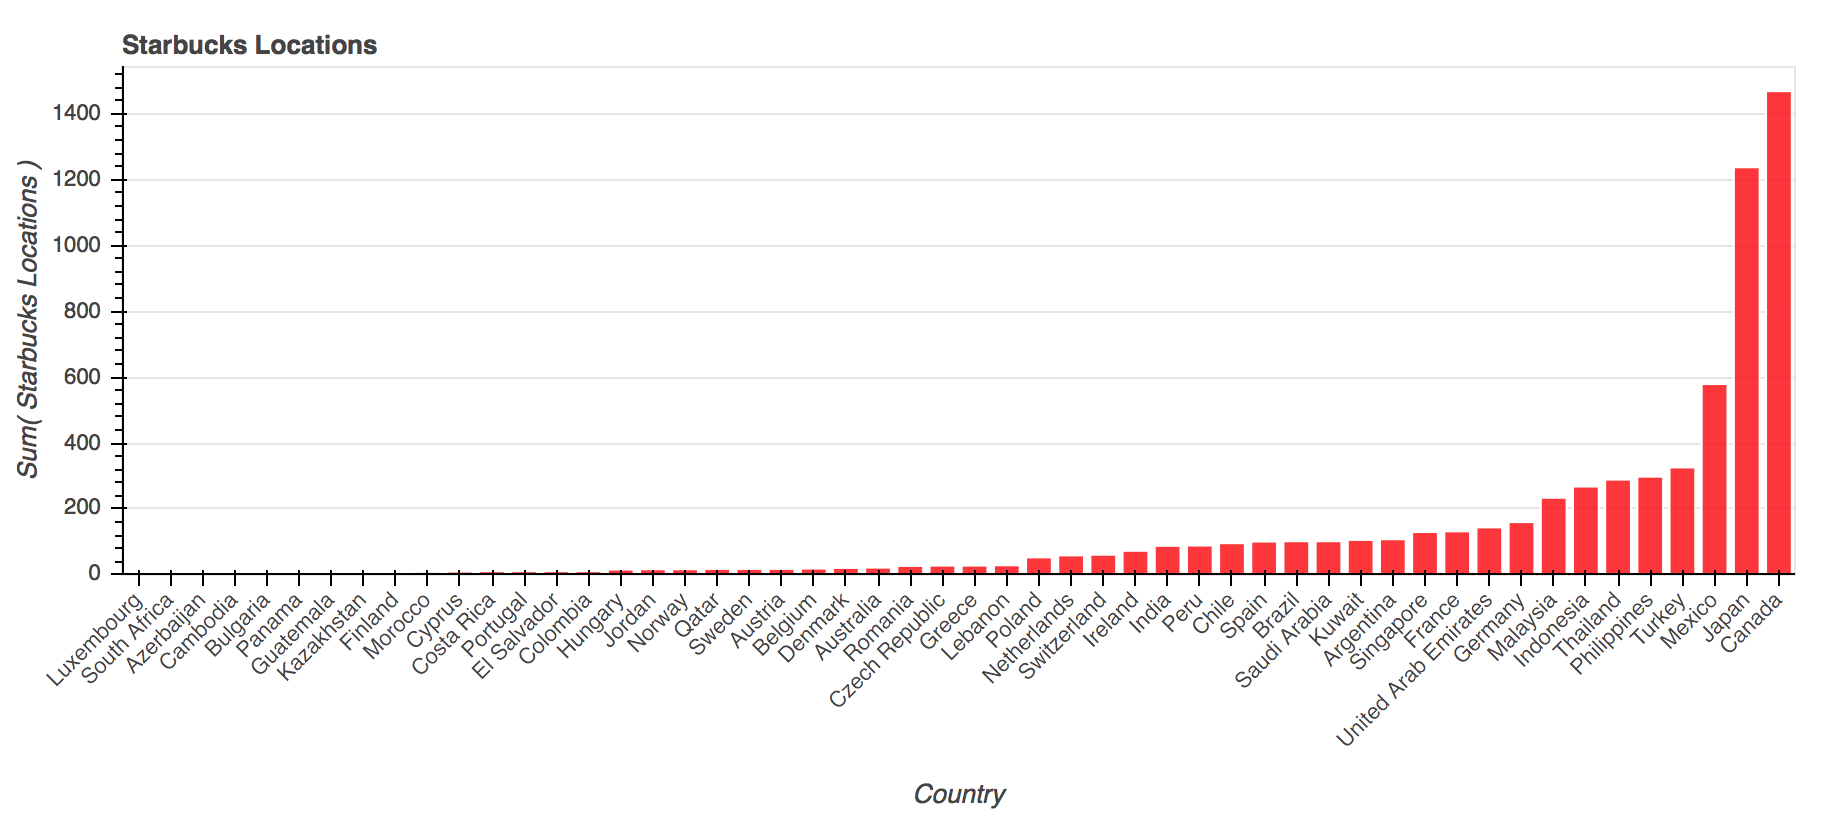 Starbucks Locations
Sum( Starbucks Locations )
1400
1200
1000
800
600
400
200
0
Luxembourg
South Africa
Azerbaijan
Cambodia
Bulgaria
Panama
Guatemala
Kazakhstan
Finland
Morocco
Cyprus
Costa Rica
Portugal
El Salvador
Colombia
Hungary
Jordan
Norway
Qatar
Sweden
Austria
Belgium
Denmark
Australia
Romania
Czech Republic
Greece
Lebanon
Poland
Netherlands
Switzerland
Ireland
India
Peru
Chile
Spain
Brazil
Saudi Arabia
Kuwait
Argentina
Singapore
France
United Arab Emirates
Germany
Malaysia
Indonesia
Thailand
Philippines
Turkey
Mexico
Japan
Canada
Country